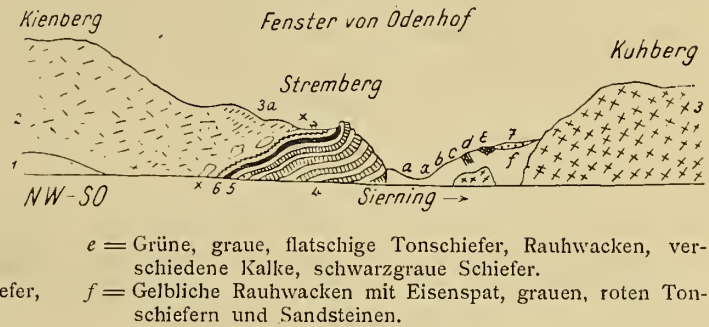 Kienberg
Fenster von Ödenhof
Kuhberg
Stremberg
3a
x
2
3
a a b c d ε 7 f
1
x 6 5
4
NW-SO
Sierning →
e = Grüne, graue, flatschige Tonschiefer, Rauhwacken, ver-
schiedene Kalke, schwarzgraue Schiefer.
efer,
f = Gelbliche Rauhwacken mit Eisenspat, grauen, roten Ton-
schiefern und Sandsteinen.